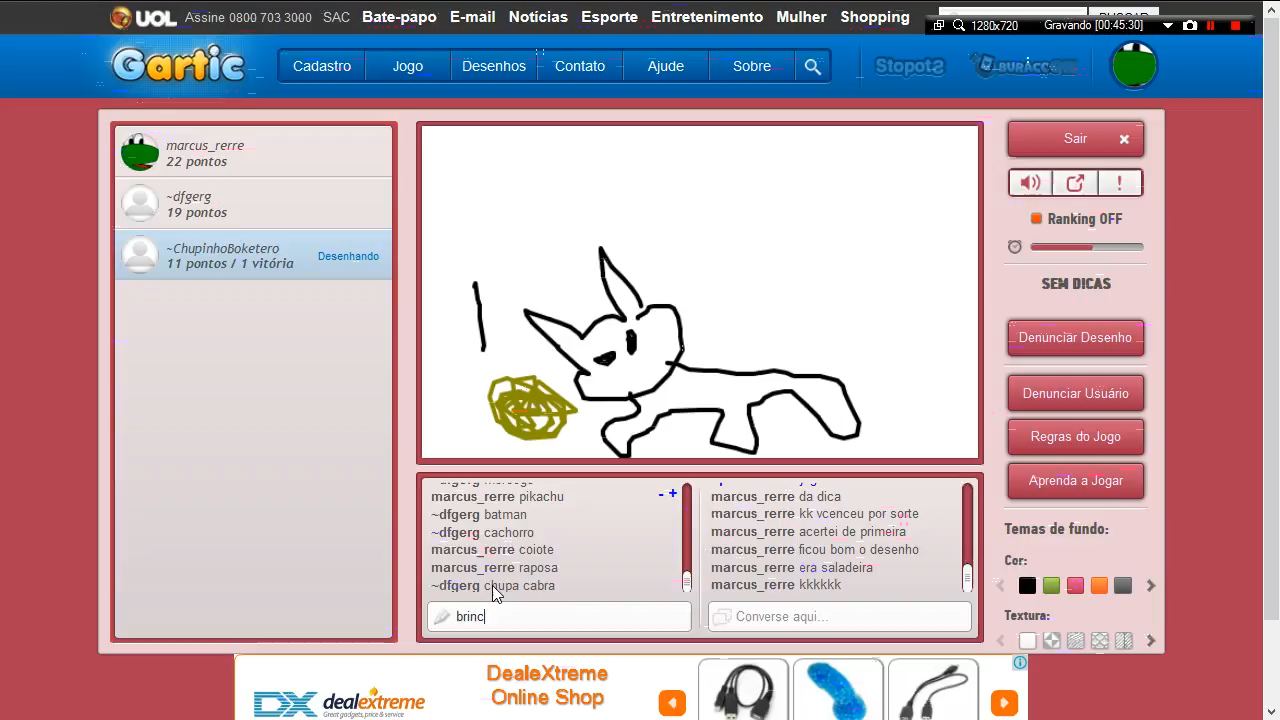 UOL Assine 0800 703 3000 SAC Bate-papo E-mail Notícias Esporte Entretenimento Mulher Shopping
1280x720 Gravando [00:45:30]
Gartic Cadastro Jogo Desenhos Contato Ajude Sobre Stopots
marcus_rerre
22 pontos
~dfgerg
19 pontos
~ChupinhoBoketero
11 pontos / 1 vitória Desenhando
Sair
Ranking OFF
SEM DICAS
Denunciar Desenho
Denunciar Usuário
Regras do Jogo
Aprenda a Jogar
Temas de fundo:
Cor:
Textura:
- +
marcus_rerre pikachu
~dfgerg batman
~dfgerg cachorro
marcus_rerre coiote
marcus_rerre raposa
~dfgerg chupa cabra
brinc
marcus_rerre da dica
marcus_rerre kk vcenceu por sorte
marcus_rerre acertei de primeira
marcus_rerre ficou bom o desenho
marcus_rerre era saladeira
marcus_rerre kkkkkk
Converse aqui...
DX dealextreme
Great gadgets, price & service
DealeXtreme
Online Shop